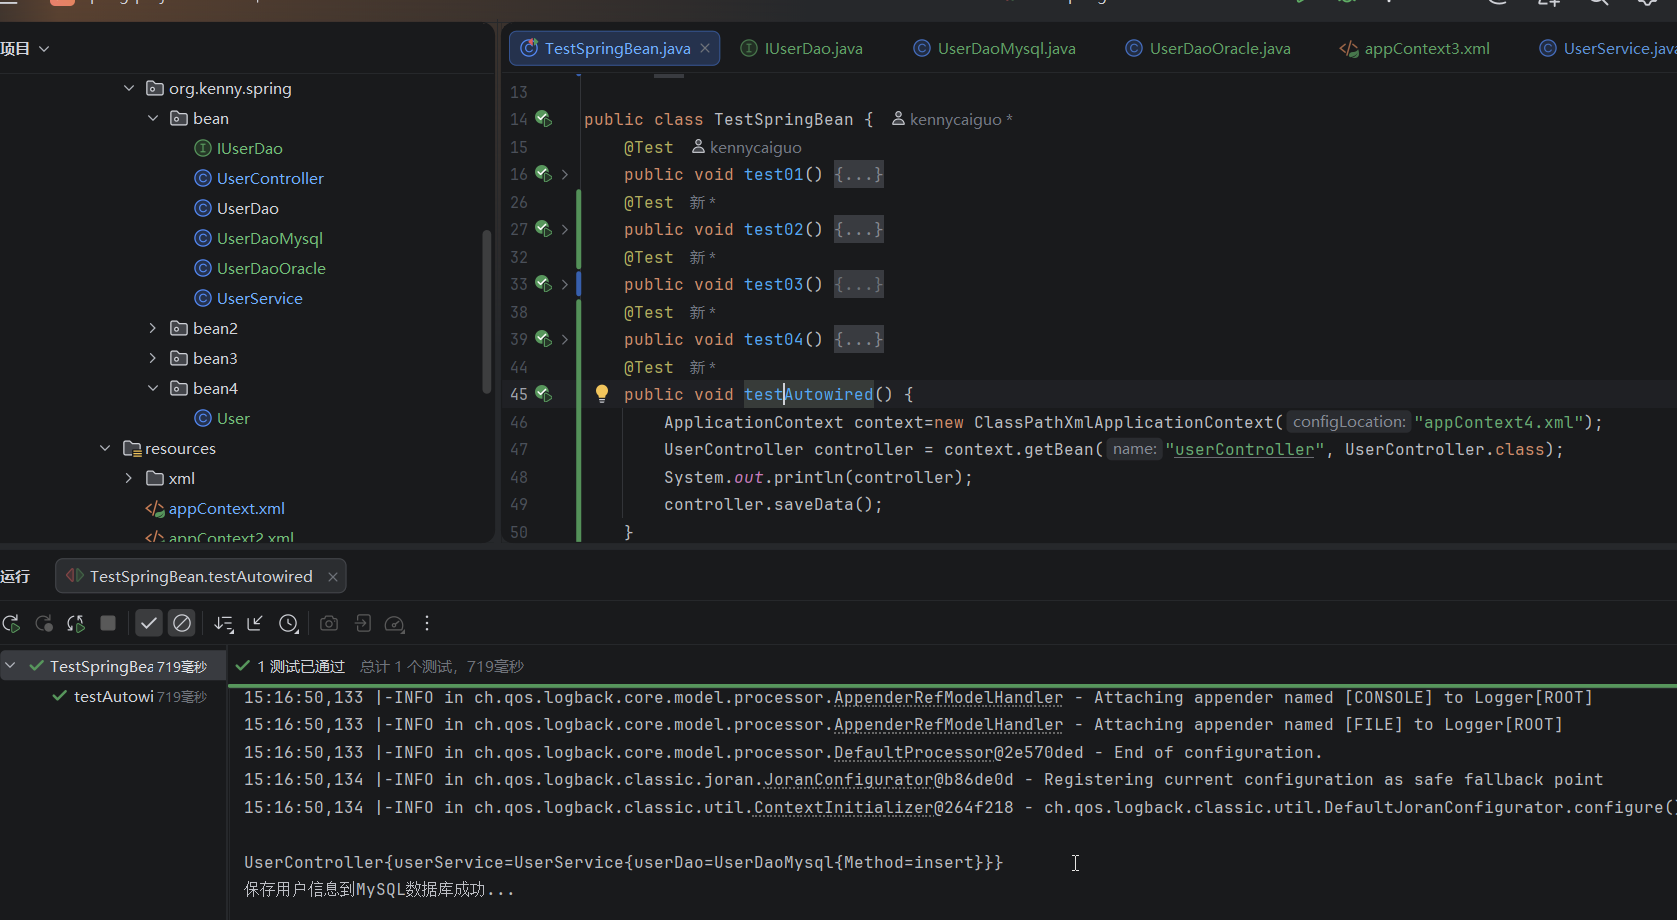 项目
TestSpringBean.java
IUserDao.java
UserDaoMysql.java
UserDaoOracle.java
appContext3.xml
UserService.java
org.kenny.spring
bean
IUserDao
UserController
UserDao
UserDaoMysql
UserDaoOracle
UserService
bean2
bean3
bean4
User
resources
xml
appContext.xml
appContext2.xml
13
14 public class TestSpringBean { kennycaiguo *
15 @Test kennycaiguo
16 public void test01() {...}
26 @Test 新 *
27 public void test02() {...}
32 @Test 新 *
33 public void test03() {...}
38 @Test 新 *
39 public void test04() {...}
44 @Test 新 *
45 public void testAutowired() {
46 ApplicationContext context=new ClassPathXmlApplicationContext( configLocation: "appContext4.xml");
47 UserController controller = context.getBean( name: "userController", UserController.class);
48 System.out.println(controller);
49 controller.saveData();
50 }
运行
TestSpringBean.testAutowired
TestSpringBea 719毫秒
testAutowi 719毫秒
1 测试已通过 总计 1 个测试, 719毫秒
15:16:50,133 |-INFO in ch.qos.logback.core.model.processor.AppenderRefModelHandler - Attaching appender named [CONSOLE] to Logger[ROOT]
15:16:50,133 |-INFO in ch.qos.logback.core.model.processor.AppenderRefModelHandler - Attaching appender named [FILE] to Logger[ROOT]
15:16:50,133 |-INFO in ch.qos.logback.core.model.processor.DefaultProcessor@2e570ded - End of configuration.
15:16:50,134 |-INFO in ch.qos.logback.classic.joran.JoranConfigurator@b86de0d - Registering current configuration as safe fallback point
15:16:50,134 |-INFO in ch.qos.logback.classic.util.ContextInitializer@264f218 - ch.qos.logback.classic.util.DefaultJoranConfigurator.configure()
UserController{userService=UserService{userDao=UserDaoMysql{Method=insert}}}
保存用户信息到MySQL数据库成功...